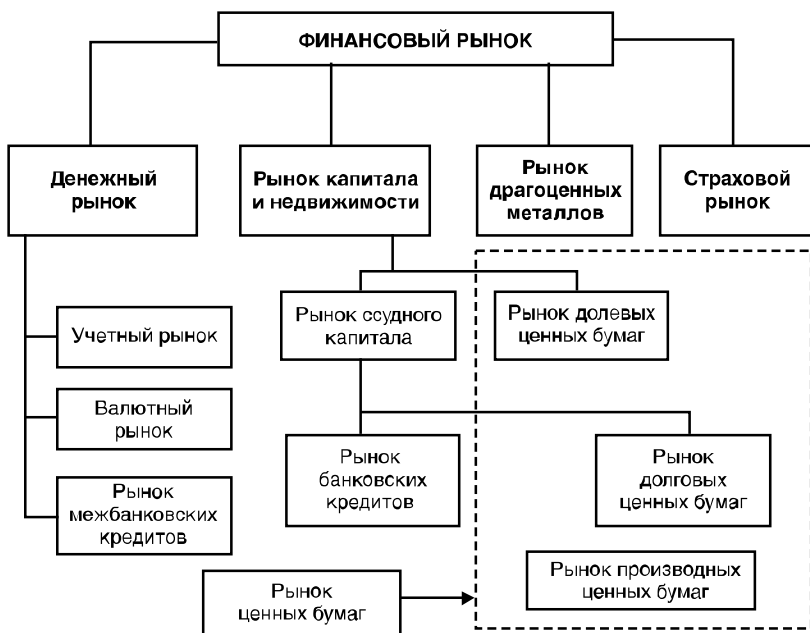 ФИНАНСОВЫЙ РЫНОК
Денежный
рынок
Рынок капитала
и недвижимости
Рынок
драгоценных
металлов
Страховой
рынок
Рынок ссудного
капитала
Рынок долевых
ценных бумаг
Учетный рынок
Валютный
рынок
Рынок
межбанковских
кредитов
Рынок
банковских
кредитов
Рынок
долговых
ценных бумаг
Рынок производных
ценных бумаг
Рынок
ценных бумаг